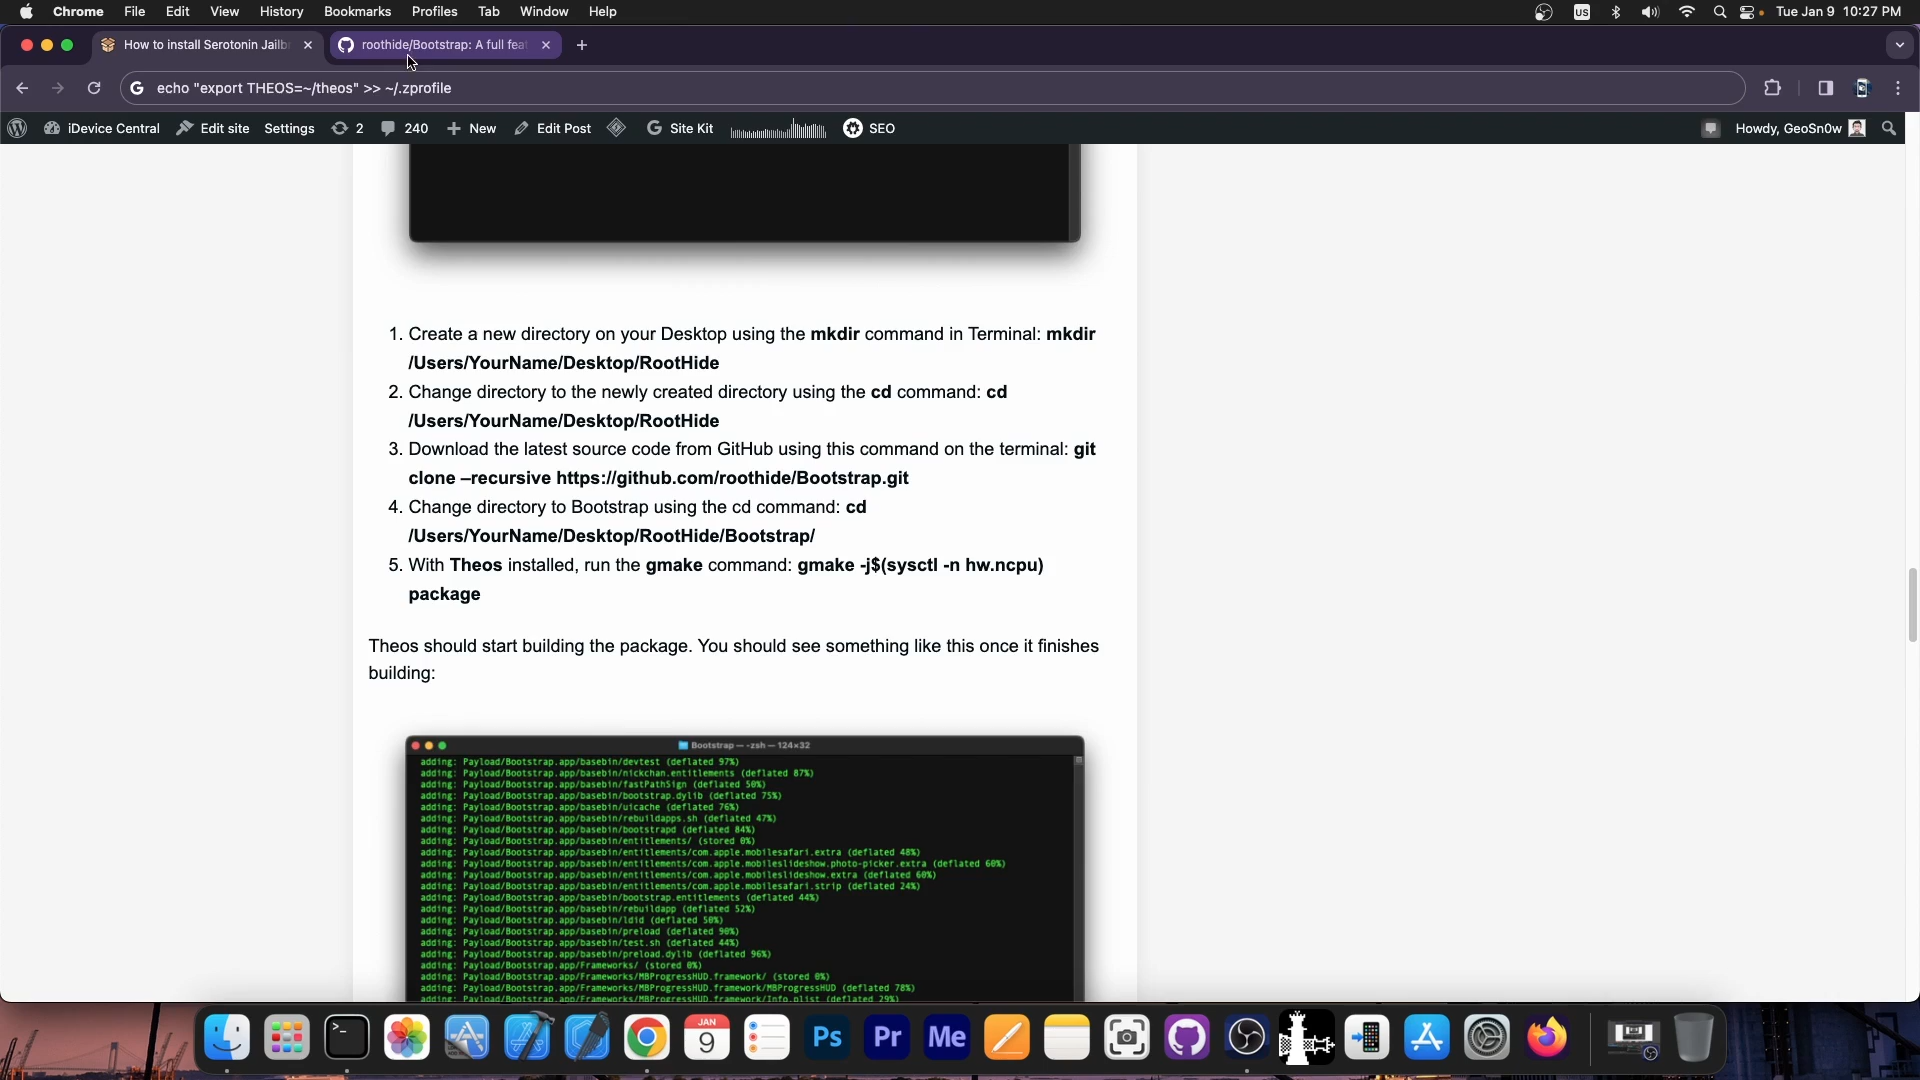 Chrome File Edit View History Bookmarks Profiles Tab Window Help US Tue Jan 9 10:27 PM
How to install Serotonin Jailb roothide/Bootstrap: A full feat
echo "export THEOS=~/theos" >> ~/.zprofile
iDevice Central Edit site Settings 2 240 New Edit Post Site Kit SEO Howdy, GeoSn0w
1. Create a new directory on your Desktop using the mkdir command in Terminal: mkdir
/Users/YourName/Desktop/RootHide
2. Change directory to the newly created directory using the cd command: cd
/Users/YourName/Desktop/RootHide
3. Download the latest source code from GitHub using this command on the terminal: git
clone –recursive https://github.com/roothide/Bootstrap.git
4. Change directory to Bootstrap using the cd command: cd
/Users/YourName/Desktop/RootHide/Bootstrap/
5. With Theos installed, run the gmake command: gmake -j$(sysctl -n hw.ncpu)
package
Theos should start building the package. You should see something like this once it finishes
building:
Bootstrap — -zsh — 124×32
adding: Payload/Bootstrap.app/basebin/devtest (deflated 97%)
adding: Payload/Bootstrap.app/basebin/nickchan.entitlements (deflated 87%)
adding: Payload/Bootstrap.app/basebin/fastPathSign (deflated 50%)
adding: Payload/Bootstrap.app/basebin/bootstrap.dylib (deflated 75%)
adding: Payload/Bootstrap.app/basebin/uicache (deflated 76%)
adding: Payload/Bootstrap.app/basebin/rebuildapps.sh (deflated 47%)
adding: Payload/Bootstrap.app/basebin/bootstrapd (deflated 84%)
adding: Payload/Bootstrap.app/basebin/entitlements/ (stored 0%)
adding: Payload/Bootstrap.app/basebin/entitlements/com.apple.mobilesafari.extra (deflated 48%)
adding: Payload/Bootstrap.app/basebin/entitlements/com.apple.mobileslideshow.photo-picker.extra (deflated 60%)
adding: Payload/Bootstrap.app/basebin/entitlements/com.apple.mobileslideshow.extra (deflated 60%)
adding: Payload/Bootstrap.app/basebin/entitlements/com.apple.mobilesafari.strip (deflated 24%)
adding: Payload/Bootstrap.app/basebin/bootstrap.entitlements (deflated 44%)
adding: Payload/Bootstrap.app/basebin/rebuildapp (deflated 52%)
adding: Payload/Bootstrap.app/basebin/ldid (deflated 50%)
adding: Payload/Bootstrap.app/basebin/preload (deflated 90%)
adding: Payload/Bootstrap.app/basebin/test.sh (deflated 44%)
adding: Payload/Bootstrap.app/basebin/preload.dylib (deflated 96%)
adding: Payload/Bootstrap.app/Frameworks/ (stored 0%)
adding: Payload/Bootstrap.app/Frameworks/MBProgressHUD.framework/ (stored 0%)
adding: Payload/Bootstrap.app/Frameworks/MBProgressHUD.framework/MBProgressHUD (deflated 78%)
adding: Payload/Bootstrap.app/Frameworks/MBProgressHUD.framework/Info.plist (deflated 29%)
JAN
9
Ps Pr Me